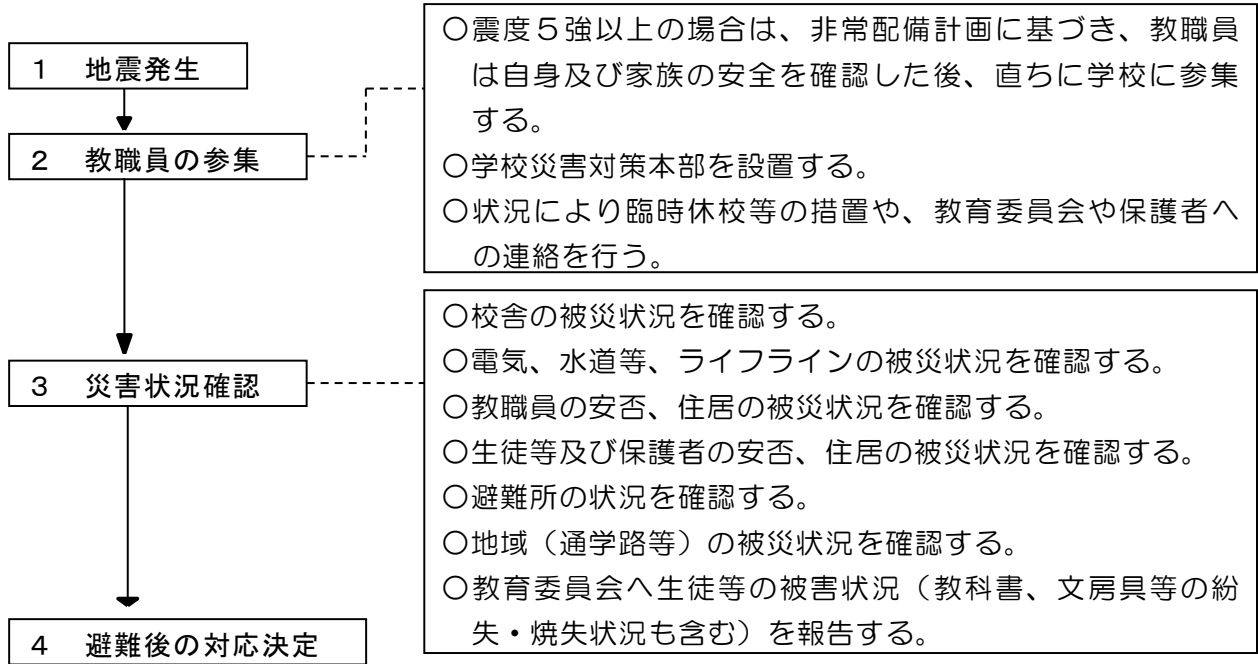 １　地震発生
２　教職員の参集
○震度５強以上の場合は、非常配備計画に基づき、教職員
は自身及び家族の安全を確認した後、直ちに学校に参集
する。
○学校災害対策本部を設置する。
○状況により臨時休校等の措置や、教育委員会や保護者へ
の連絡を行う。
３　災害状況確認
○校舎の被災状況を確認する。
○電気、水道等、ライフラインの被災状況を確認する。
○教職員の安否、住居の被災状況を確認する。
○生徒等及び保護者の安否、住居の被災状況を確認する。
○避難所の状況を確認する。
○地域（通学路等）の被災状況を確認する。
○教育委員会へ生徒等の被害状況（教科書、文房具等の紛
失・焼失状況も含む）を報告する。
４　避難後の対応決定